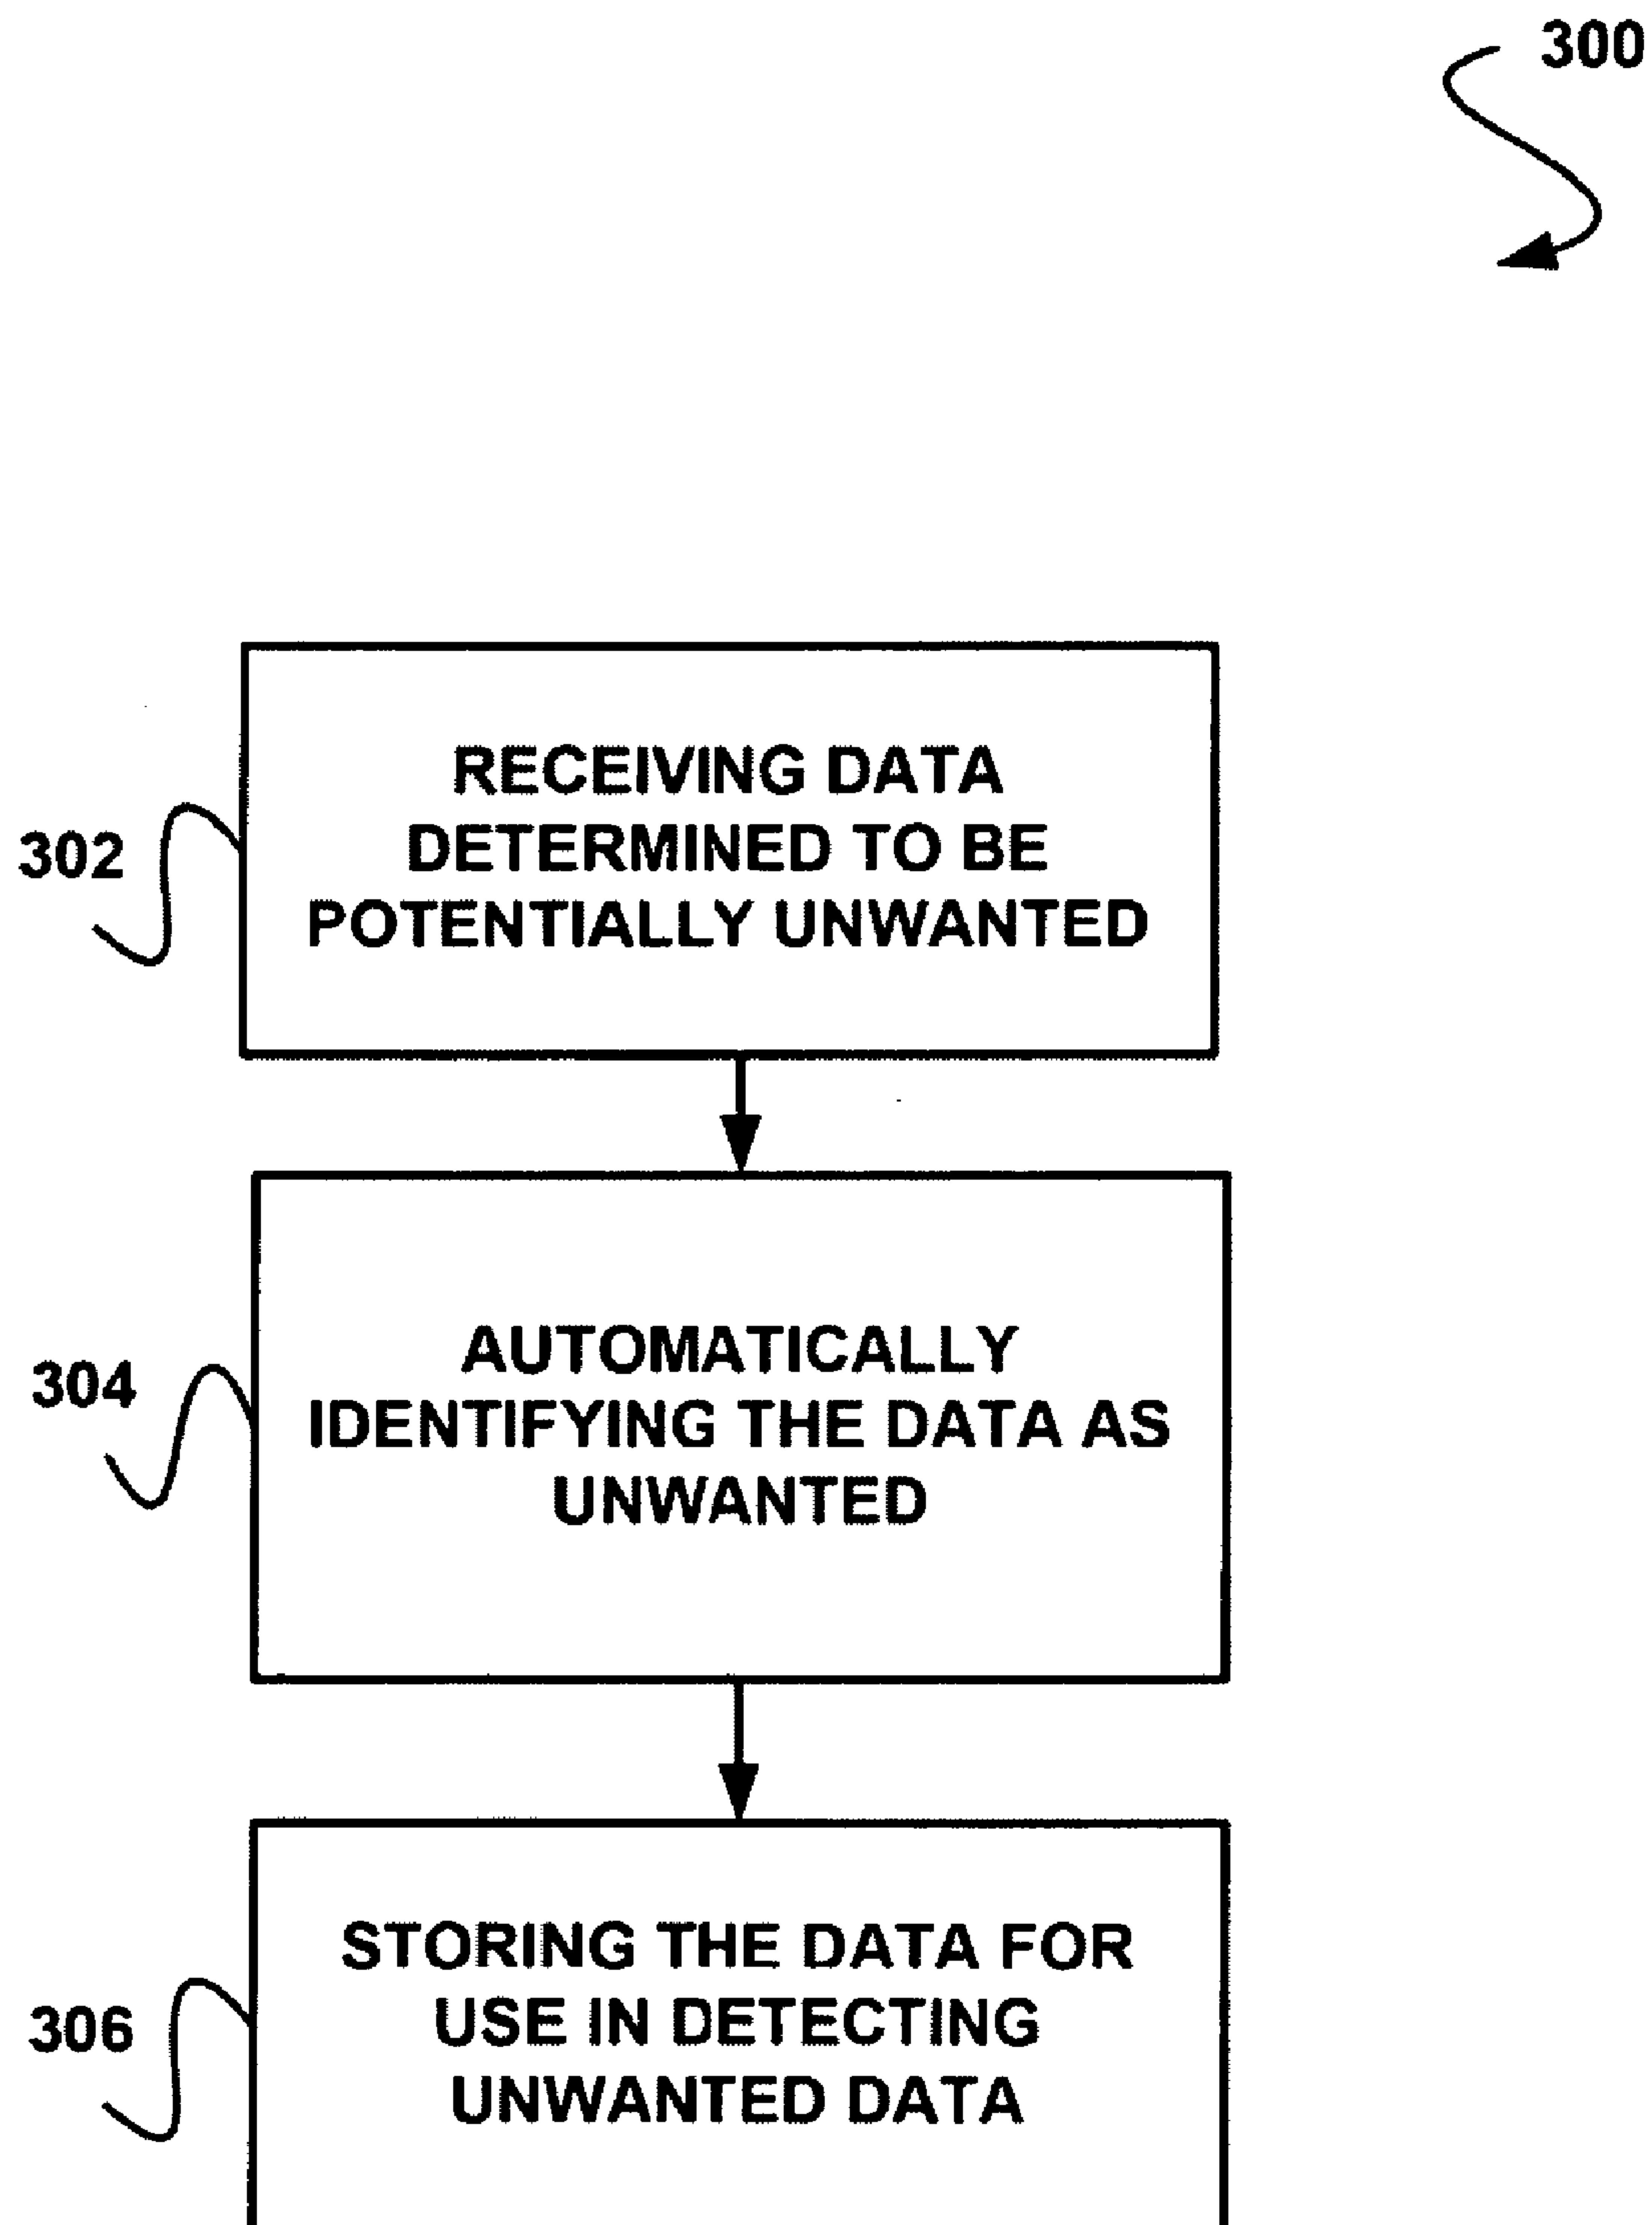 300
RECEIVING DATA
DETERMINED TO BE
POTENTIALLY UNWANTED
302
AUTOMATICALLY
IDENTIFYING THE DATA AS
UNWANTED
304
STORING THE DATA FOR
USE IN DETECTING
UNWANTED DATA
306